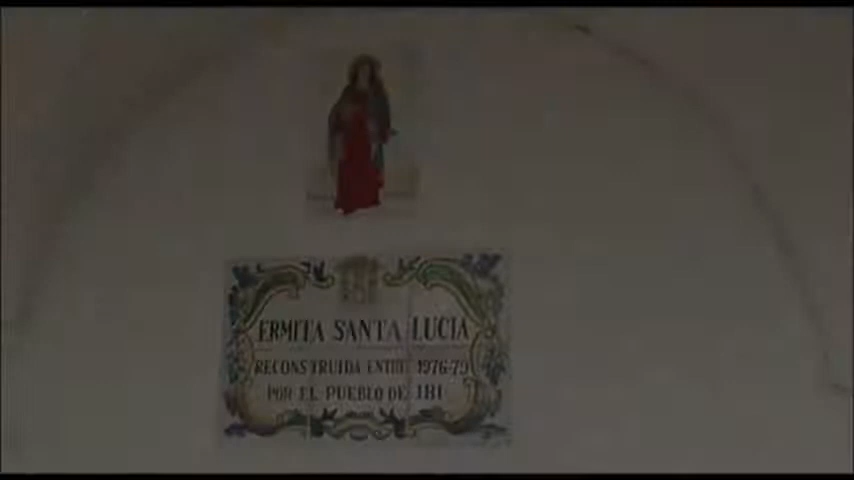 ERMITA SANTA LUCIA
RECONSTRUIDA ENTRE 1976-79
POR EL PUEBLO DE IBI